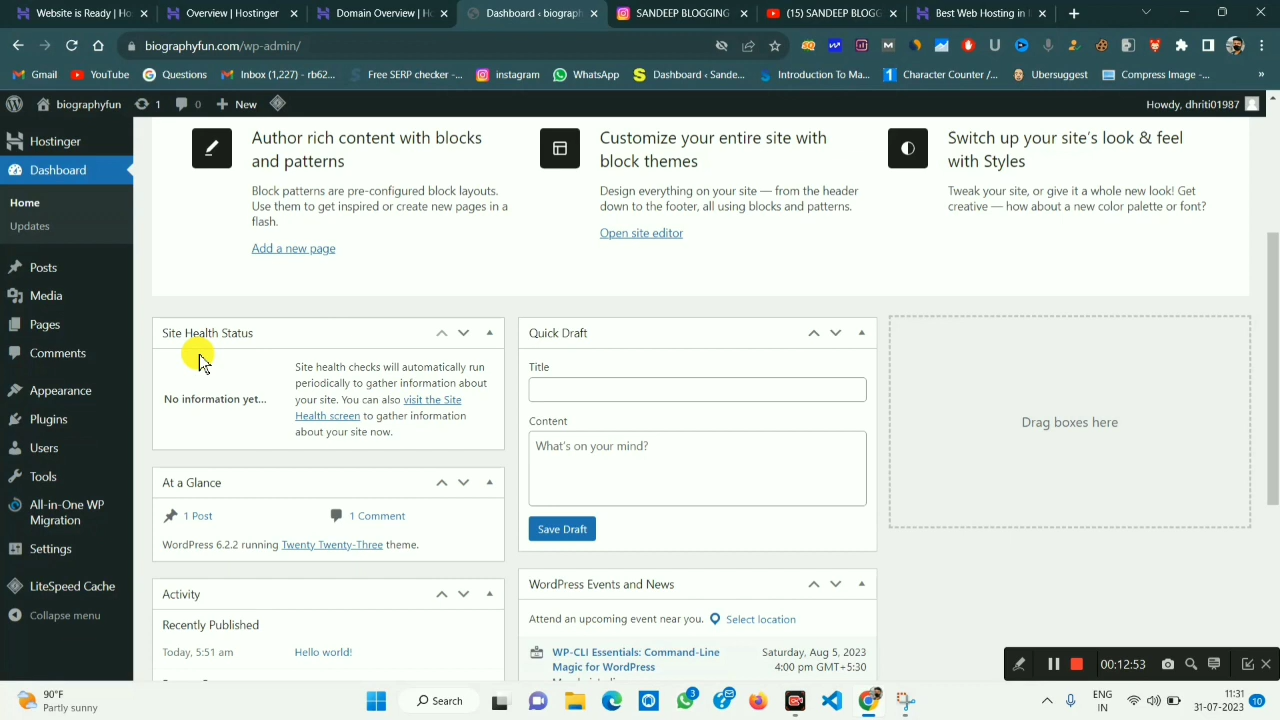 Website is Ready | Ho
Overview | Hostinger
Domain Overview | H
Dashboard ‹ biograph
SANDEEP BLOGGING
(15) SANDEEP BLOGG
Best Web Hosting in
biographyfun.com/wp-admin/
Gmail
YouTube
Questions
Inbox (1,227) - rb62...
Free SERP checker -...
instagram
WhatsApp
Dashboard ‹ Sande...
Introduction To Ma...
Character Counter /...
Ubersuggest
Compress Image -...
»
biographyfun
1
0
New
Howdy, dhriti01987
Hostinger
Dashboard
Home
Updates
Posts
Media
Pages
Comments
Appearance
Plugins
Users
Tools
All-in-One WP
Migration
Settings
LiteSpeed Cache
Collapse menu
Author rich content with blocks
and patterns
Block patterns are pre-configured block layouts.
Use them to get inspired or create new pages in a
flash.
Add a new page
Customize your entire site with
block themes
Design everything on your site — from the header
down to the footer, all using blocks and patterns.
Open site editor
Switch up your site's look & feel
with Styles
Tweak your site, or give it a whole new look! Get
creative — how about a new color palette or font?
Site Health Status
No information yet...
Site health checks will automatically run
periodically to gather information about
your site. You can also visit the Site
Health screen to gather information
about your site now.
At a Glance
1 Post
1 Comment
WordPress 6.2.2 running Twenty Twenty-Three theme.
Activity
Recently Published
Today, 5:51 am
Hello world!
Quick Draft
Title
Content
What's on your mind?
Save Draft
WordPress Events and News
Attend an upcoming event near you.
Select location
WP-CLI Essentials: Command-Line
Magic for WordPress
Saturday, Aug 5, 2023
4:00 pm GMT+5:30
Drag boxes here
00:12:53
90°F
Partly sunny
Search
3
ENG
IN
11:31
31-07-2023
10